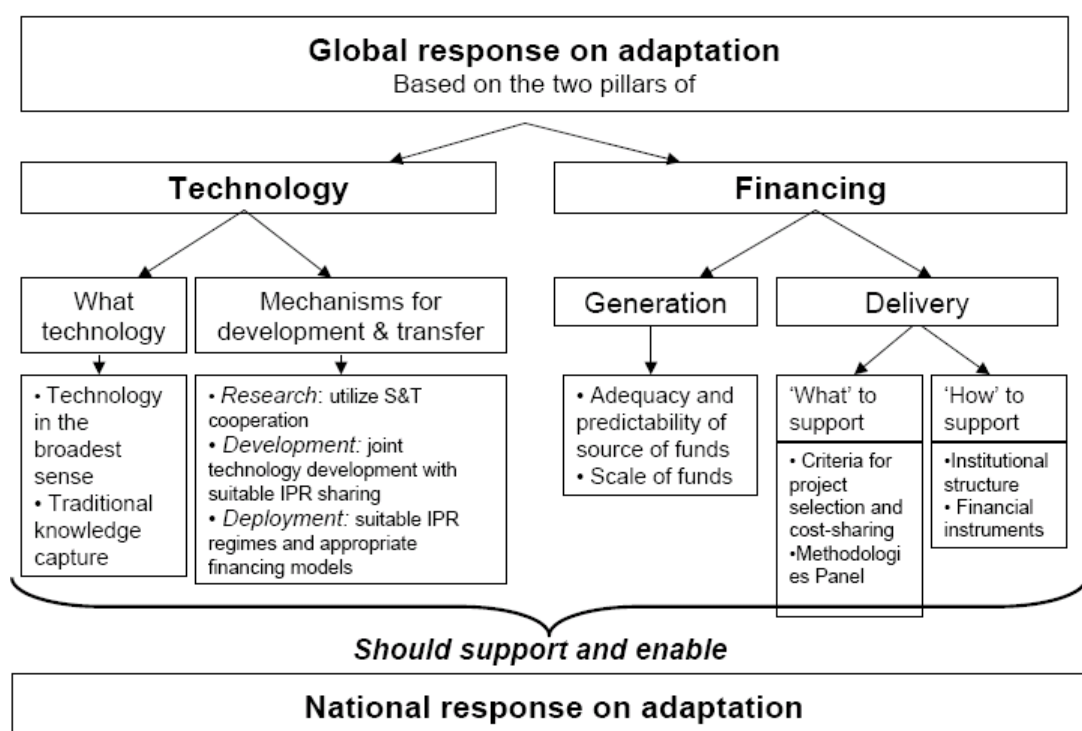 Global response on adaptation
Based on the two pillars of
Technology
Financing
What
technology
Mechanisms for
development & transfer
Generation
Delivery
• Technology
in the
broadest
sense
• Traditional
knowledge
capture
• Research: utilize S&T
cooperation
• Development: joint
technology development with
suitable IPR sharing
• Deployment: suitable IPR
regimes and appropriate
financing models
• Adequacy and
predictability of
source of funds
• Scale of funds
‘What’ to
support
• Criteria for
project
selection and
cost-sharing
•Methodologi
es Panel
‘How’ to
support
•Institutional
structure
• Financial
instruments
Should support and enable
National response on adaptation